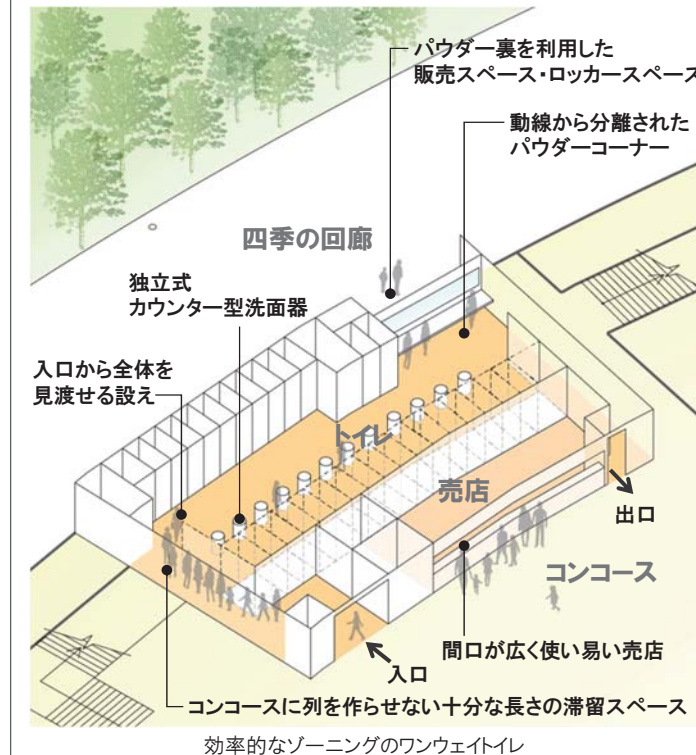 パウダー裏を利用した
販売スペース・ロッカースペース
動線から分離された
パウダーコーナー
四季の回廊
独立式
カウンター型洗面器
入口から全体を
見渡せる設え
トイレ
売店
出口
コンコース
間口が広く使い易い売店
入口
コンコースに列を作らせない十分な長さの滞留スペース
効率的なゾーニングのワンウェイトイレ